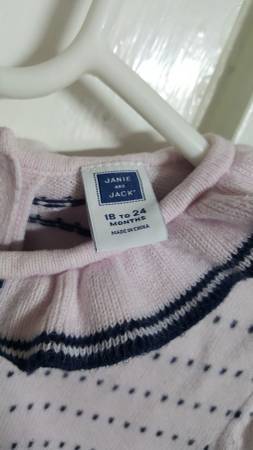 JANIE
AND
JACK®
18 TO 24
MONTHS
MADE IN CHINA